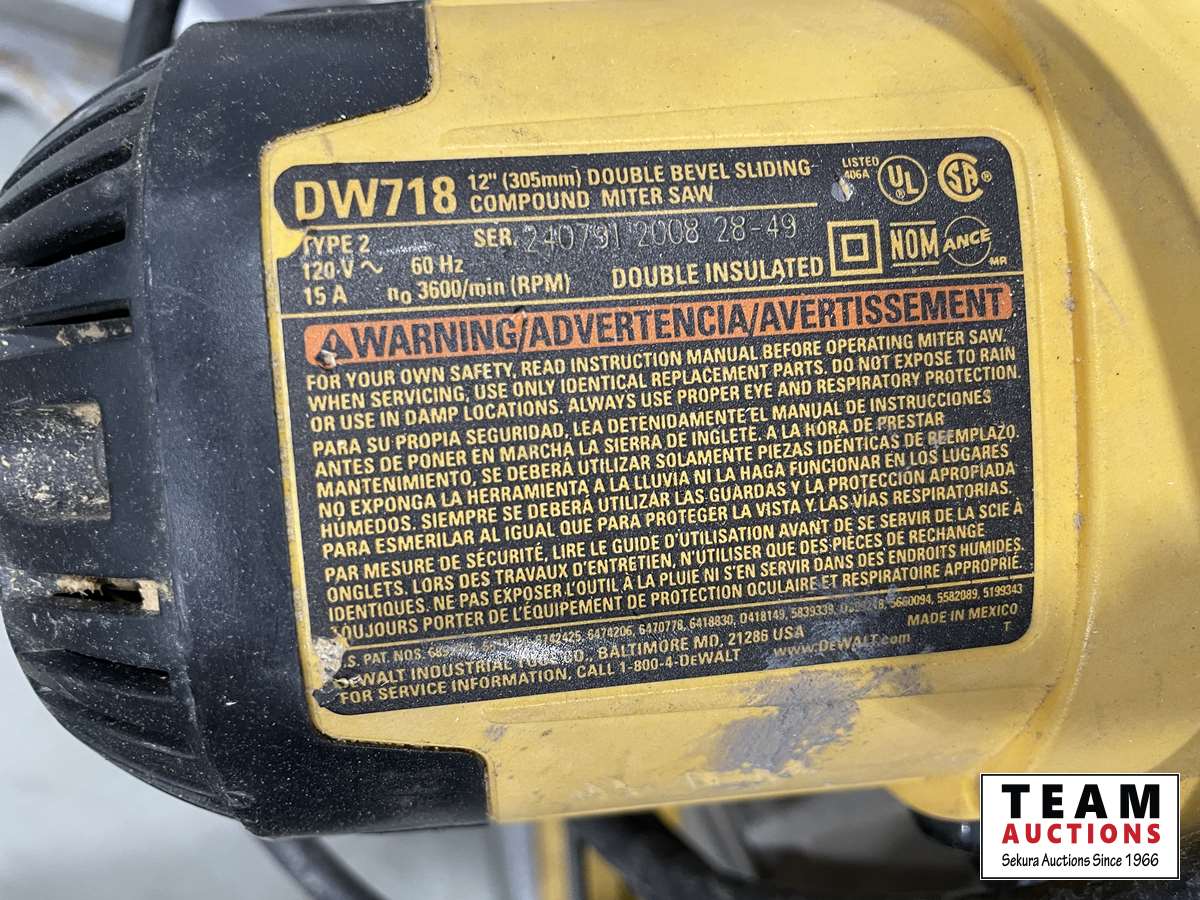 DW718 12" (305mm) DOUBLE BEVEL SLIDING
COMPOUND MITER SAW
LISTED
406A
UL
®
SA ®
TYPE 2 SER. 240791 2008 28-49
120 V ~ 60 Hz
15 A n0 3600/min (RPM) DOUBLE INSULATED
NOM ANCE
MR
WARNING/ADVERTENCIA/AVERTISSEMENT
FOR YOUR OWN SAFETY, READ INSTRUCTION MANUAL BEFORE OPERATING MITER SAW.
WHEN SERVICING, USE ONLY IDENTICAL REPLACEMENT PARTS. DO NOT EXPOSE TO RAIN
OR USE IN DAMP LOCATIONS. ALWAYS USE PROPER EYE AND RESPIRATORY PROTECTION.
PARA SU PROPIA SEGURIDAD, LEA DETENIDAMENTE EL MANUAL DE INSTRUCCIONES
ANTES DE PONER EN MARCHA LA SIERRA DE INGLETE. A LA HORA DE PRESTAR
MANTENIMIENTO, SE DEBERÁ UTILIZAR SOLAMENTE PIEZAS IDÉNTICAS DE REEMPLAZO.
NO EXPONGA LA HERRAMIENTA A LA LLUVIA NI LA HAGA FUNCIONAR EN LOS LUGARES
HÚMEDOS. SIEMPRE SE DEBERÁ UTILIZAR LAS GUARDAS Y LA PROTECCIÓN APROPIADA
PARA ESMERILAR AL IGUAL QUE PARA PROTEGER LA VISTA Y LAS VÍAS RESPIRATORIAS.
PAR MESURE DE SÉCURITÉ, LIRE LE GUIDE D'UTILISATION AVANT DE SE SERVIR DE LA SCIE À
ONGLETS. LORS DES TRAVAUX D'ENTRETIEN, N'UTILISER QUE DES PIÈCES DE RECHANGE
IDENTIQUES. NE PAS EXPOSER L'OUTIL À LA PLUIE NI S'EN SERVIR DANS DES ENDROITS HUMIDES.
TOUJOURS PORTER DE L'ÉQUIPEMENT DE PROTECTION OCULAIRE ET RESPIRATOIRE APPROPRIÉ.
U.S. PAT. NOS. 6742425, 6474206, 6470778, 6418830, D418149, 5839339, 5660094, 5582089, 5199343
DEWALT INDUSTRIAL TOOL CO., BALTIMORE MD, 21286 USA MADE IN MEXICO
FOR SERVICE INFORMATION, CALL 1-800-4-DEWALT www.DEWALT.com T
TEAM
AUCTIONS
Sekura Auctions Since 1966